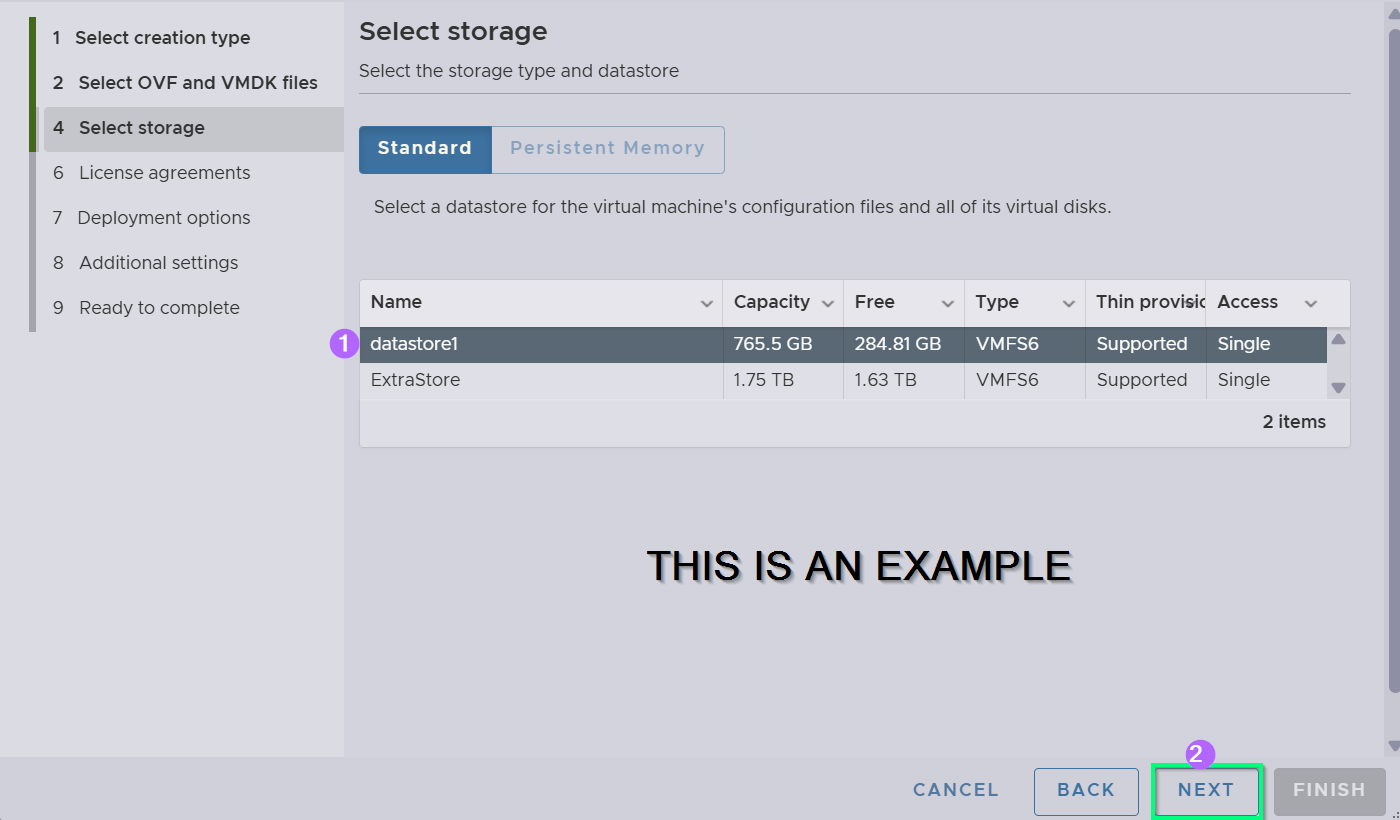 1 Select creation type
2 Select OVF and VMDK files
4 Select storage
6 License agreements
7 Deployment options
8 Additional settings
9 Ready to complete
Select storage
Select the storage type and datastore
Standard Persistent Memory
Select a datastore for the virtual machine's configuration files and all of its virtual disks.
Name Capacity Free Type Thin provisic Access
1 datastore1 765.5 GB 284.81 GB VMFS6 Supported Single
ExtraStore 1.75 TB 1.63 TB VMFS6 Supported Single
2 items
THIS IS AN EXAMPLE
2
CANCEL BACK NEXT FINISH